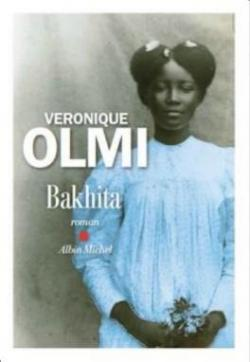 VERONIQUE
OLMI
Bakhita
roman
Albin Michel